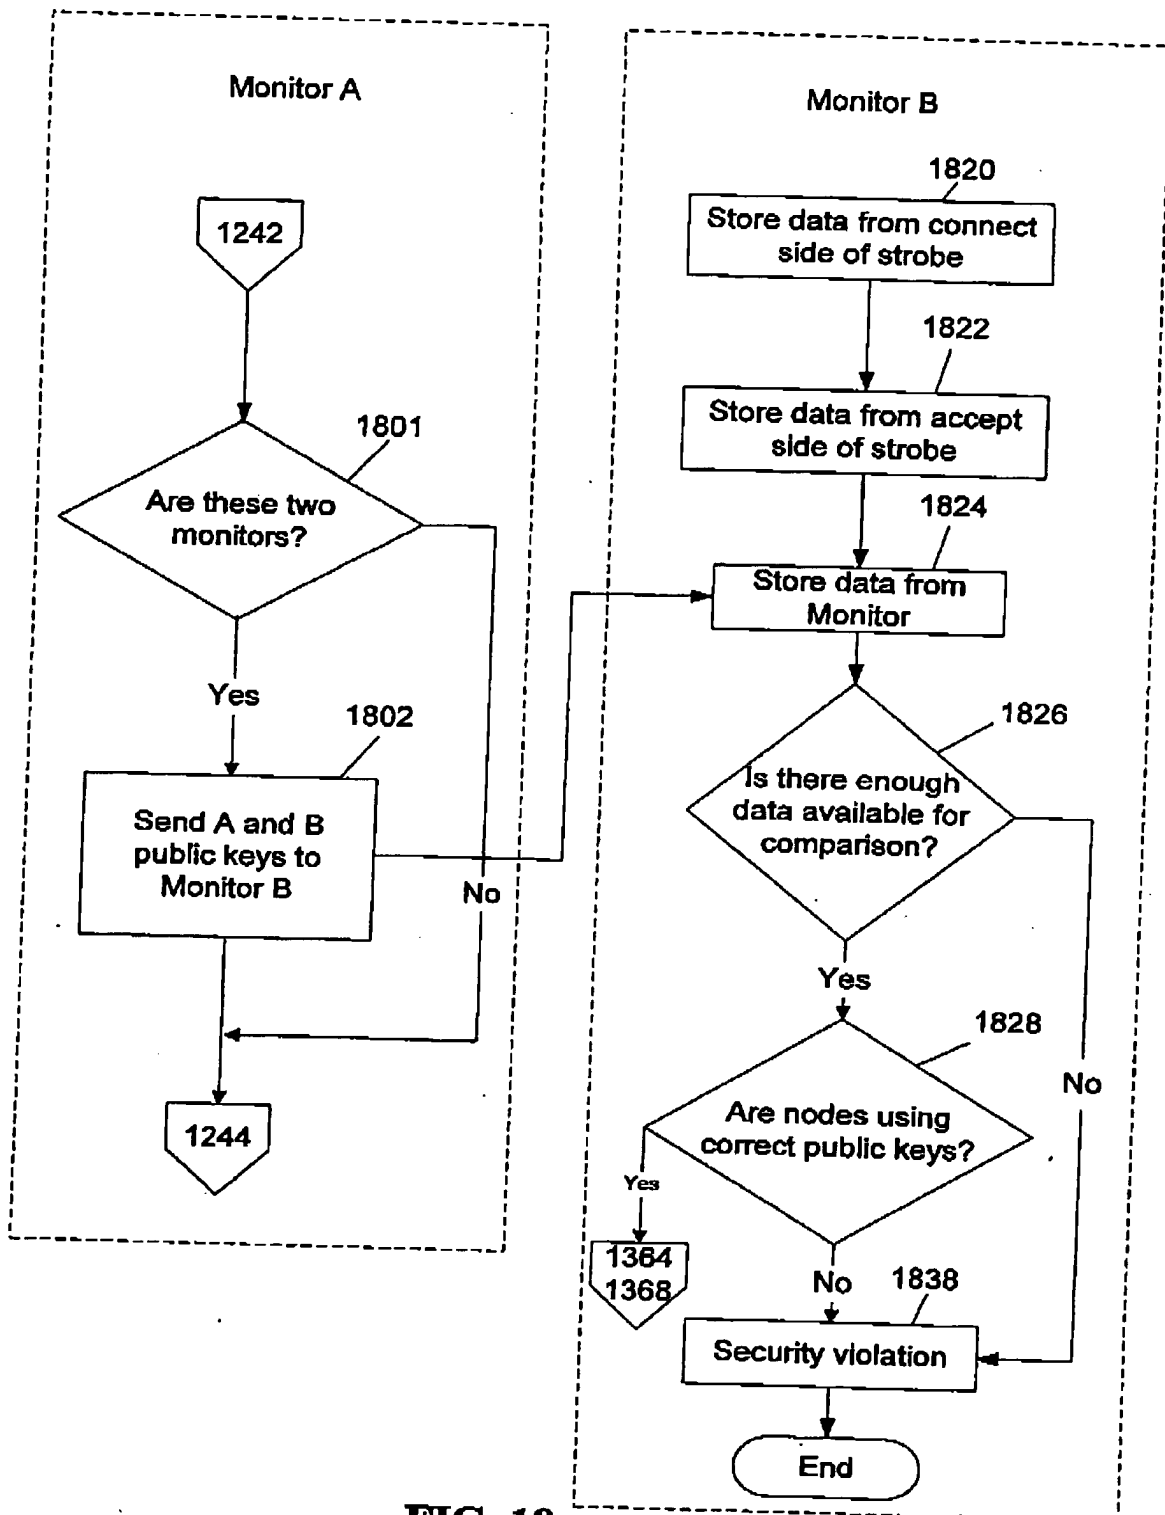 Monitor A
1242
1801
Are these two
monitors?
Yes
1802
Send A and B
public keys to
Monitor B
No
1244
Monitor B
1820
Store data from connect
side of strobe
1822
Store data from accept
side of strobe
1824
Store data from
Monitor
1826
Is there enough
data available for
comparison?
Yes
No
1828
Are nodes using
correct public keys?
Yes
1364
1368
No
1838
Security violation
End